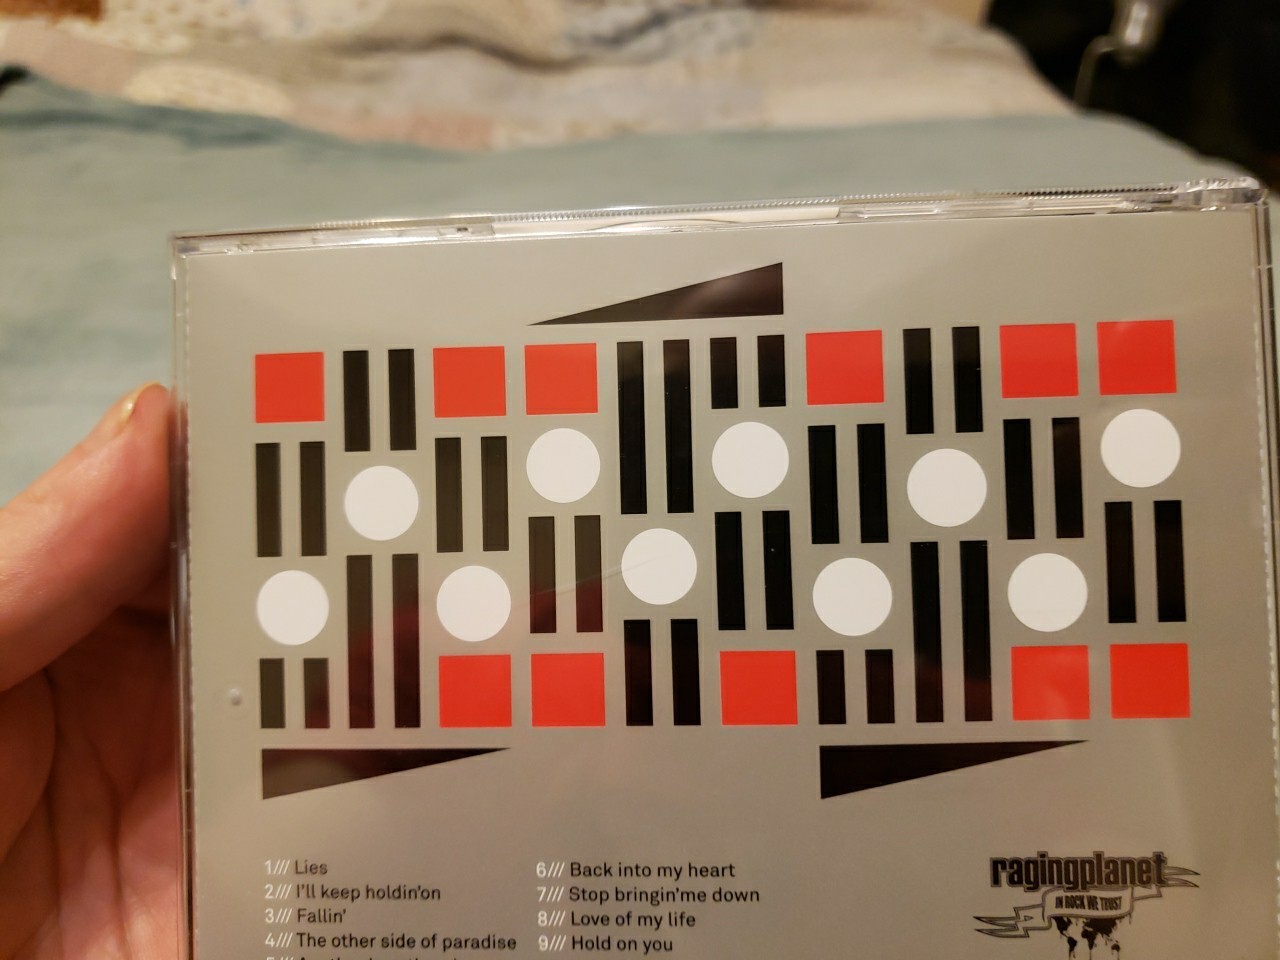 1/// Lies
2/// I'll keep holdin'on
3/// Fallin'
4/// The other side of paradise
6/// Back into my heart
7/// Stop bringin'me down
8/// Love of my life
9/// Hold on you
ragingplanet
IN ROCK WE TRUST